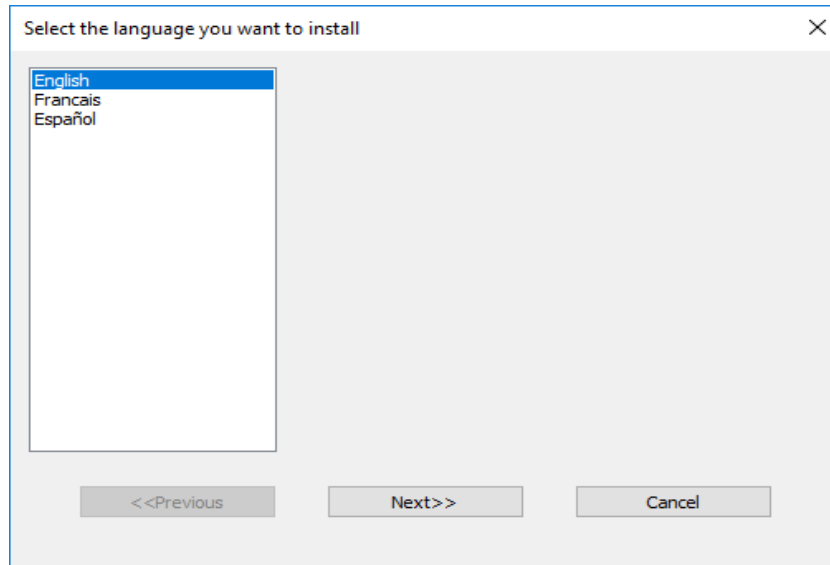 Select the language you want to install
English
Francais
Español
<<Previous
Next>>
Cancel